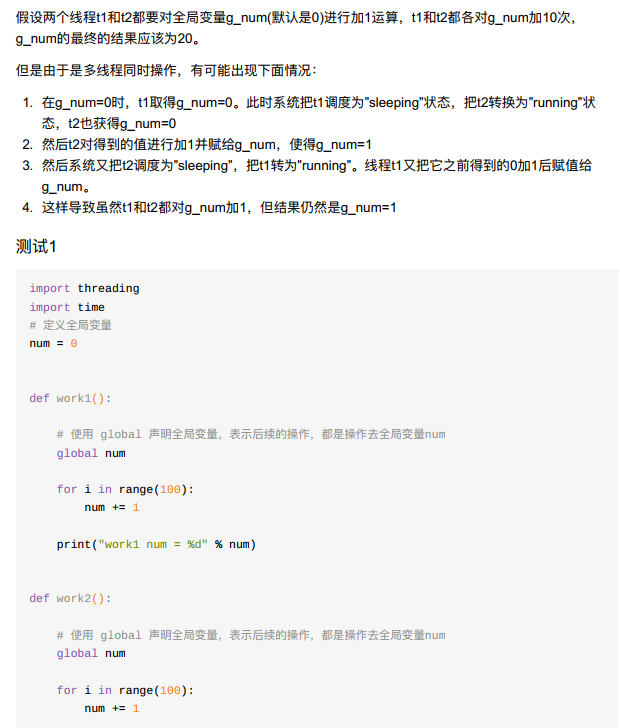 假设两个线程t1和t2都要对全局变量g_num(默认是0)进行加1运算，t1和t2都各对g_num加10次，
g_num的最终的结果应该为20。
但是由于是多线程同时操作，有可能出现下面情况：
1. 在g_num=0时，t1取得g_num=0。此时系统把t1调度为”sleeping”状态，把t2转换为”running”状
态，t2也获得g_num=0
2. 然后t2对得到的值进行加1并赋给g_num，使得g_num=1
3. 然后系统又把t2调度为”sleeping”，把t1转为”running”。线程t1又把它之前得到的0加1后赋值给
g_num。
4. 这样导致虽然t1和t2都对g_num加1，但结果仍然是g_num=1
测试1
import threading
import time
# 定义全局变量
num = 0
def work1():
# 使用 global 声明全局变量，表示后续的操作，都是操作去全局变量num
global num
for i in range(100):
num += 1
print("work1 num = %d" % num)
def work2():
# 使用 global 声明全局变量，表示后续的操作，都是操作去全局变量num
global num
for i in range(100):
num += 1